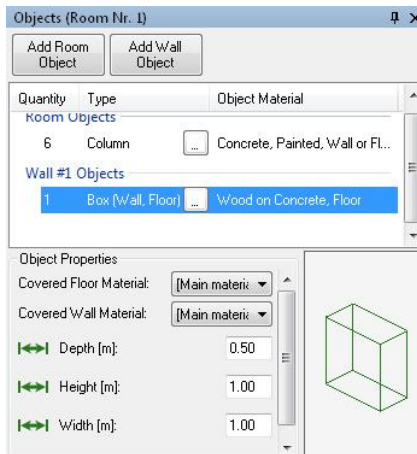 Objects (Room Nr. 1)
Add Room Object
Add Wall Object
Quantity Type Object Material
Room Objects
6 Column ... Concrete, Painted, Wall or Fl...
Wall #1 Objects
1 Box (Wall, Floor) ... Wood on Concrete, Floor
Object Properties
Covered Floor Material: [Main materia
Covered Wall Material: [Main materia
Depth [m]: 0.50
Height [m]: 1.00
Width [m]: 1.00